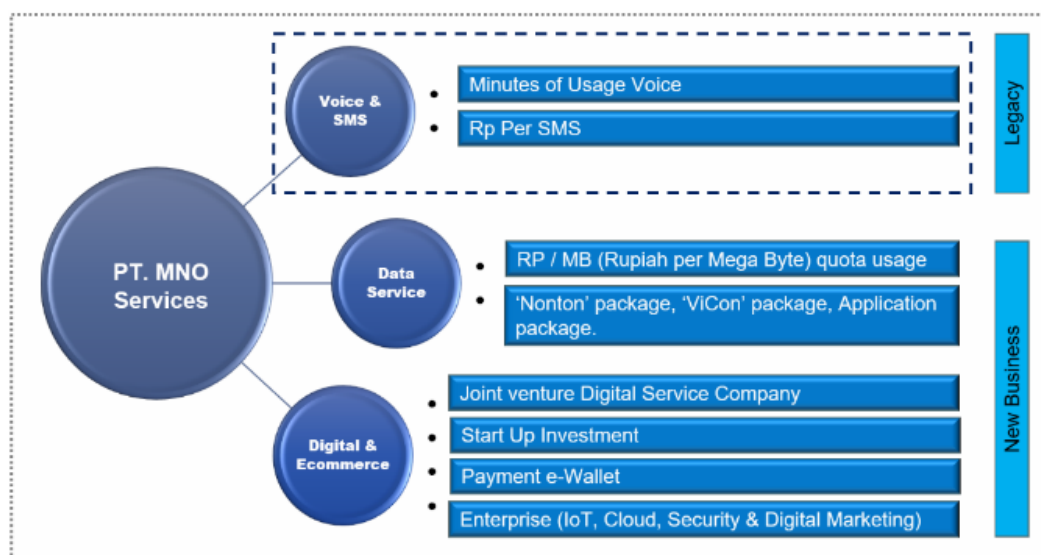 Voice &
SMS
Minutes of Usage Voice
Rp Per SMS
Legacy
PT. MNO
Services
Data
Service
RP / MB (Rupiah per Mega Byte) quota usage
‘Nonton’ package, ‘ViCon’ package, Application
package.
Digital &
Ecommerce
Joint venture Digital Service Company
Start Up Investment
Payment e-Wallet
Enterprise (IoT, Cloud, Security & Digital Marketing)
New Business